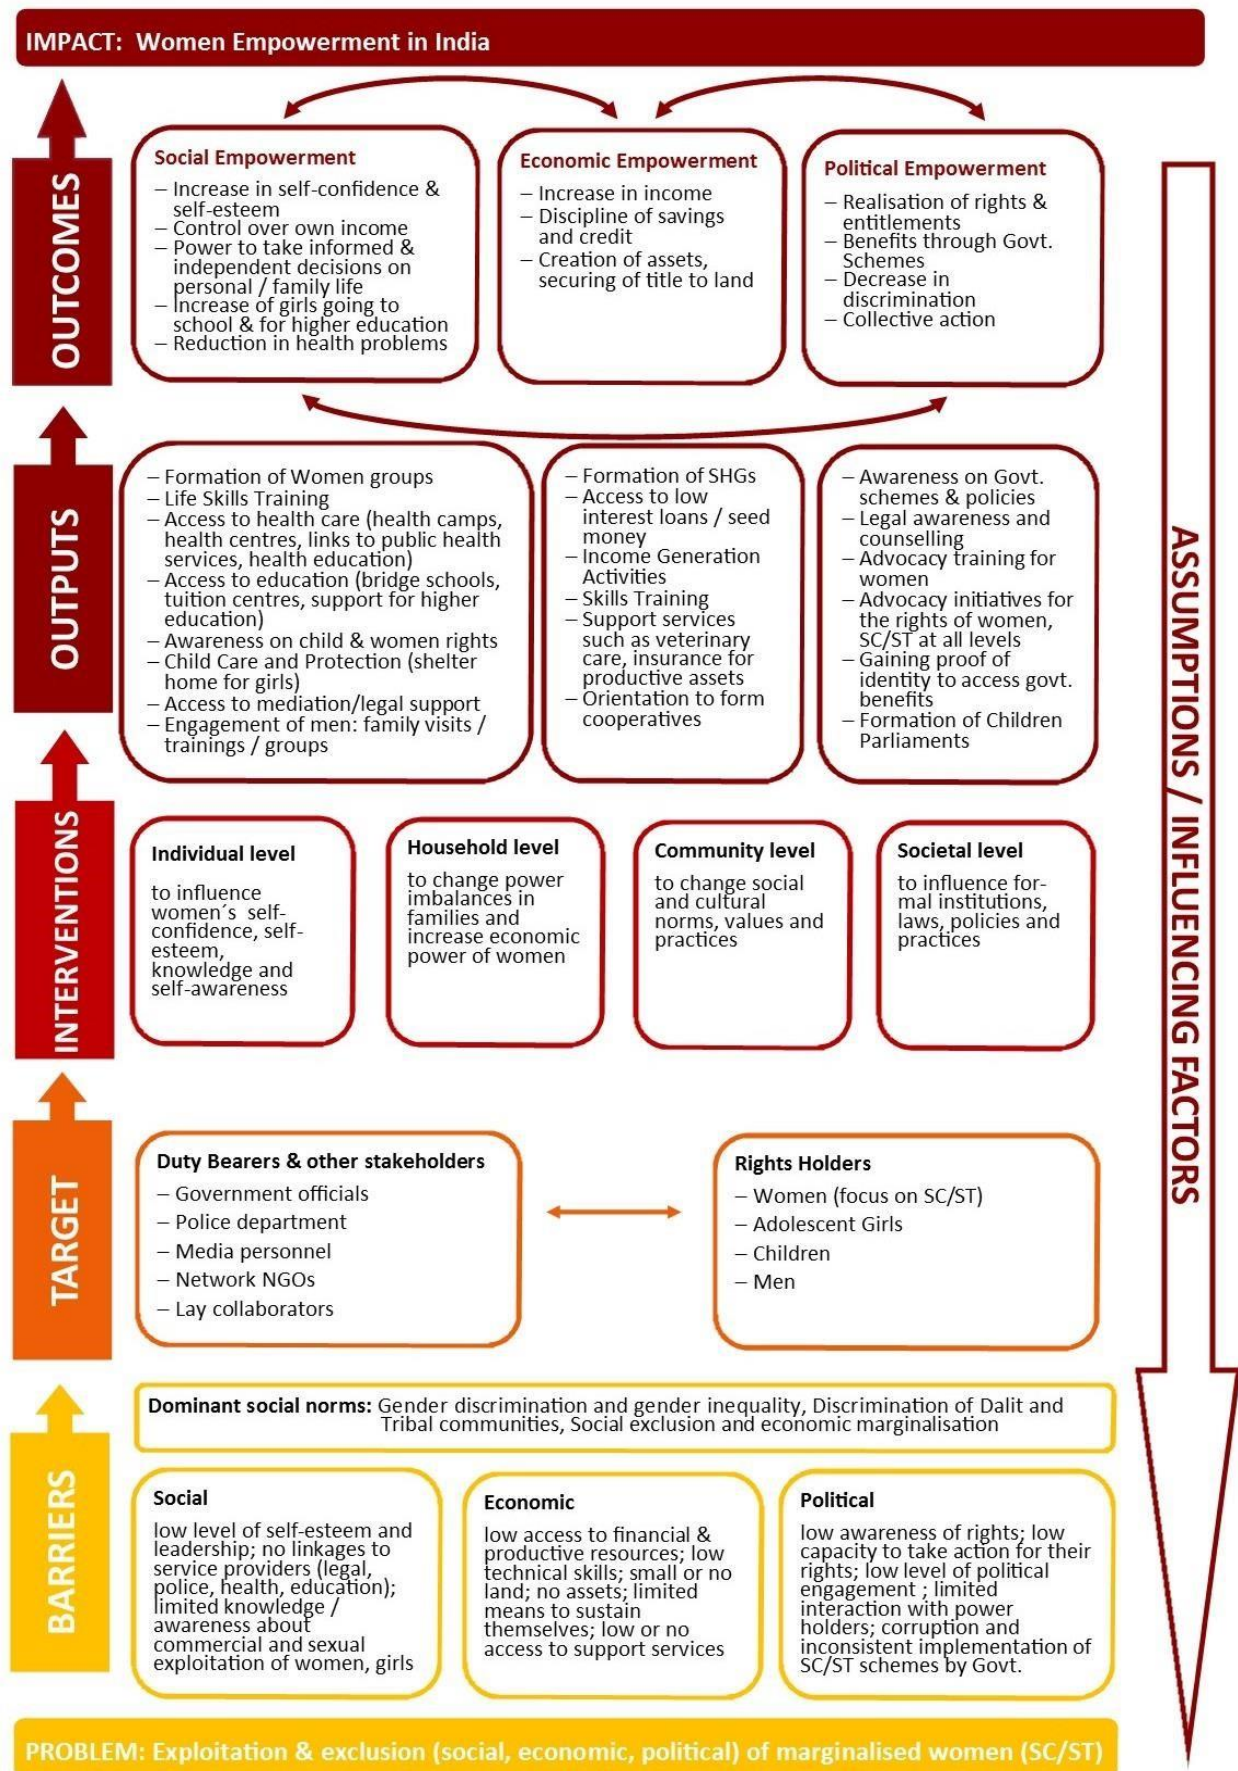 IMPACT: Women Empowerment in India
OUTCOMES
Social Empowerment
– Increase in self-confidence &
self-esteem
– Control over own income
– Power to take informed &
independent decisions on
personal / family life
– Increase of girls going to
school & for higher education
– Reduction in health problems
Economic Empowerment
– Increase in income
– Discipline of savings
and credit
– Creation of assets,
securing of title to land
Political Empowerment
– Realisation of rights &
entitlements
– Benefits through Govt.
Schemes
– Decrease in
discrimination
– Collective action
OUTPUTS
– Formation of Women groups
– Life Skills Training
– Access to health care (health camps,
health centres, links to public health
services, health education)
– Access to education (bridge schools,
tuition centres, support for higher
education)
– Awareness on child & women rights
– Child Care and Protection (shelter
home for girls)
– Access to mediation/legal support
– Engagement of men: family visits /
trainings / groups
– Formation of SHGs
– Access to low
interest loans / seed
money
– Income Generation
Activities
– Skills Training
– Support services
such as veterinary
care, insurance for
productive assets
– Orientation to form
cooperatives
– Awareness on Govt.
schemes & policies
– Legal awareness and
counselling
– Advocacy training for
women
– Advocacy initiatives for
the rights of women,
SC/ST at all levels
– Gaining proof of
identity to access govt.
benefits
– Formation of Children
Parliaments
INTERVENTIONS
Individual level
to influence
women´s self-
confidence, self-
esteem,
knowledge and
self-awareness
Household level
to change power
imbalances in
families and
increase economic
power of women
Community level
to change social
and cultural
norms, values and
practices
Societal level
to influence for-
mal institutions,
laws, policies and
practices
TARGET
Duty Bearers & other stakeholders
– Government officials
– Police department
– Media personnel
– Network NGOs
– Lay collaborators
Rights Holders
– Women (focus on SC/ST)
– Adolescent Girls
– Children
– Men
BARRIERS
Dominant social norms: Gender discrimination and gender inequality, Discrimination of Dalit and
Tribal communities, Social exclusion and economic marginalisation
Social
low level of self-esteem and
leadership; no linkages to
service providers (legal,
police, health, education);
limited knowledge /
awareness about
commercial and sexual
exploitation of women, girls
Economic
low access to financial &
productive resources; low
technical skills; small or no
land; no assets; limited
means to sustain
themselves; low or no
access to support services
Political
low awareness of rights; low
capacity to take action for their
rights; low level of political
engagement ; limited
interaction with power
holders; corruption and
inconsistent implementation of
SC/ST schemes by Govt.
PROBLEM: Exploitation & exclusion (social, economic, political) of marginalised women (SC/ST)
ASSUMPTIONS / INFLUENCING FACTORS